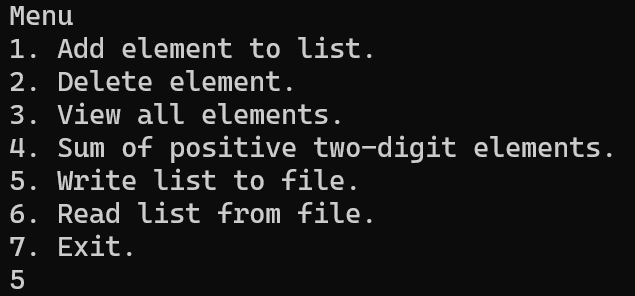 Menu
1. Add element to list.
2. Delete element.
3. View all elements.
4. Sum of positive two-digit elements.
5. Write list to file.
6. Read list from file.
7. Exit.
5